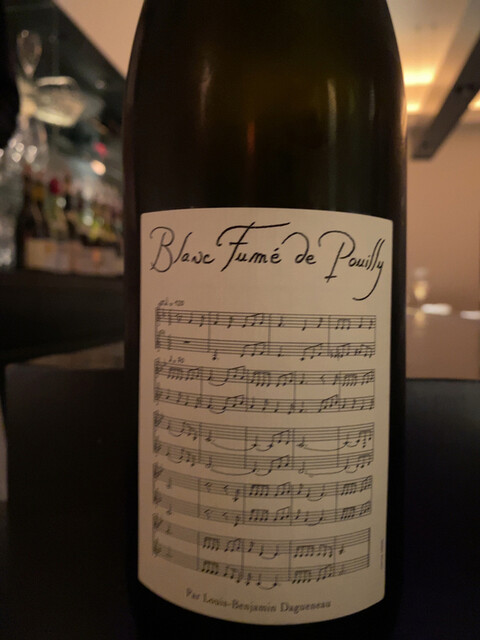 Blanc Fumé de Pouilly
Par Louis-Benjamin Dagueneau